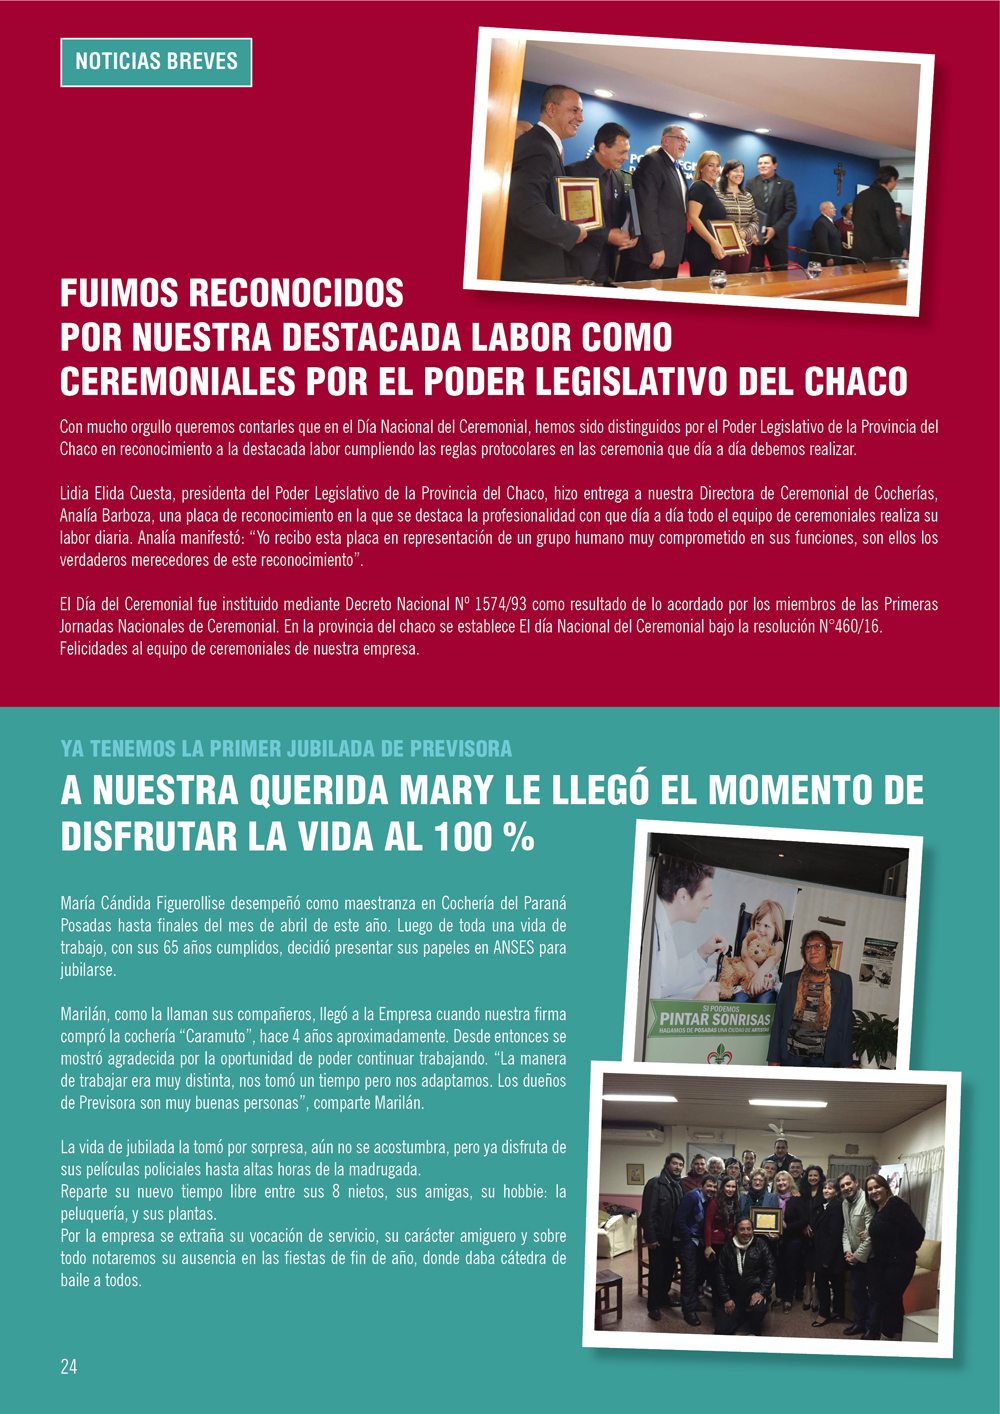 NOTICIAS BREVES
FUIMOS RECONOCIDOS
POR NUESTRA DESTACADA LABOR COMO
CEREMONIALES POR EL PODER LEGISLATIVO DEL CHACO
Con mucho orgullo queremos contarles que en el Día Nacional del Ceremonial, hemos sido distinguidos por el Poder Legislativo de la Provincia del
Chaco en reconocimiento a la destacada labor cumpliendo las reglas protocolares en las ceremonia que día a día debemos realizar.
Lidia Elida Cuesta, presidenta del Poder Legislativo de la Provincia del Chaco, hizo entrega a nuestra Directora de Ceremonial de Cocherías,
Analía Barboza, una placa de reconocimiento en la que se destaca la profesionalidad con que día a día todo el equipo de ceremoniales realiza su
labor diaria. Analía manifestó: “Yo recibo esta placa en representación de un grupo humano muy comprometido en sus funciones, son ellos los
verdaderos merecedores de este reconocimiento”.
El Día del Ceremonial fue instituido mediante Decreto Nacional Nº 1574/93 como resultado de lo acordado por los miembros de las Primeras
Jornadas Nacionales de Ceremonial. En la provincia del chaco se establece El día Nacional del Ceremonial bajo la resolución N°460/16.
Felicidades al equipo de ceremoniales de nuestra empresa.
YA TENEMOS LA PRIMER JUBILADA DE PREVISORA
A NUESTRA QUERIDA MARY LE LLEGÓ EL MOMENTO DE
DISFRUTAR LA VIDA AL 100 %
María Cándida Figuerollise desempeñó como maestranza en Cochería del Paraná
Posadas hasta finales del mes de abril de este año. Luego de toda una vida de
trabajo, con sus 65 años cumplidos, decidió presentar sus papeles en ANSES para
jubilarse.
Marilán, como la llaman sus compañeros, llegó a la Empresa cuando nuestra firma
compró la cochería “Caramuto”, hace 4 años aproximadamente. Desde entonces se
mostró agradecida por la oportunidad de poder continuar trabajando. “La manera
de trabajar era muy distinta, nos tomó un tiempo pero nos adaptamos. Los dueños
de Previsora son muy buenas personas”, comparte Marilán.
La vida de jubilada la tomó por sorpresa, aún no se acostumbra, pero ya disfruta de
sus películas policiales hasta altas horas de la madrugada.
Reparte su nuevo tiempo libre entre sus 8 nietos, sus amigas, su hobbie: la
peluquería, y sus plantas.
Por la empresa se extraña su vocación de servicio, su carácter amiguero y sobre
todo notaremos su ausencia en las fiestas de fin de año, donde daba cátedra de
baile a todos.
SI PODEMOS
PINTAR SONRISAS
HAGAMOS DE POSADAS UNA CIUDAD DE
24